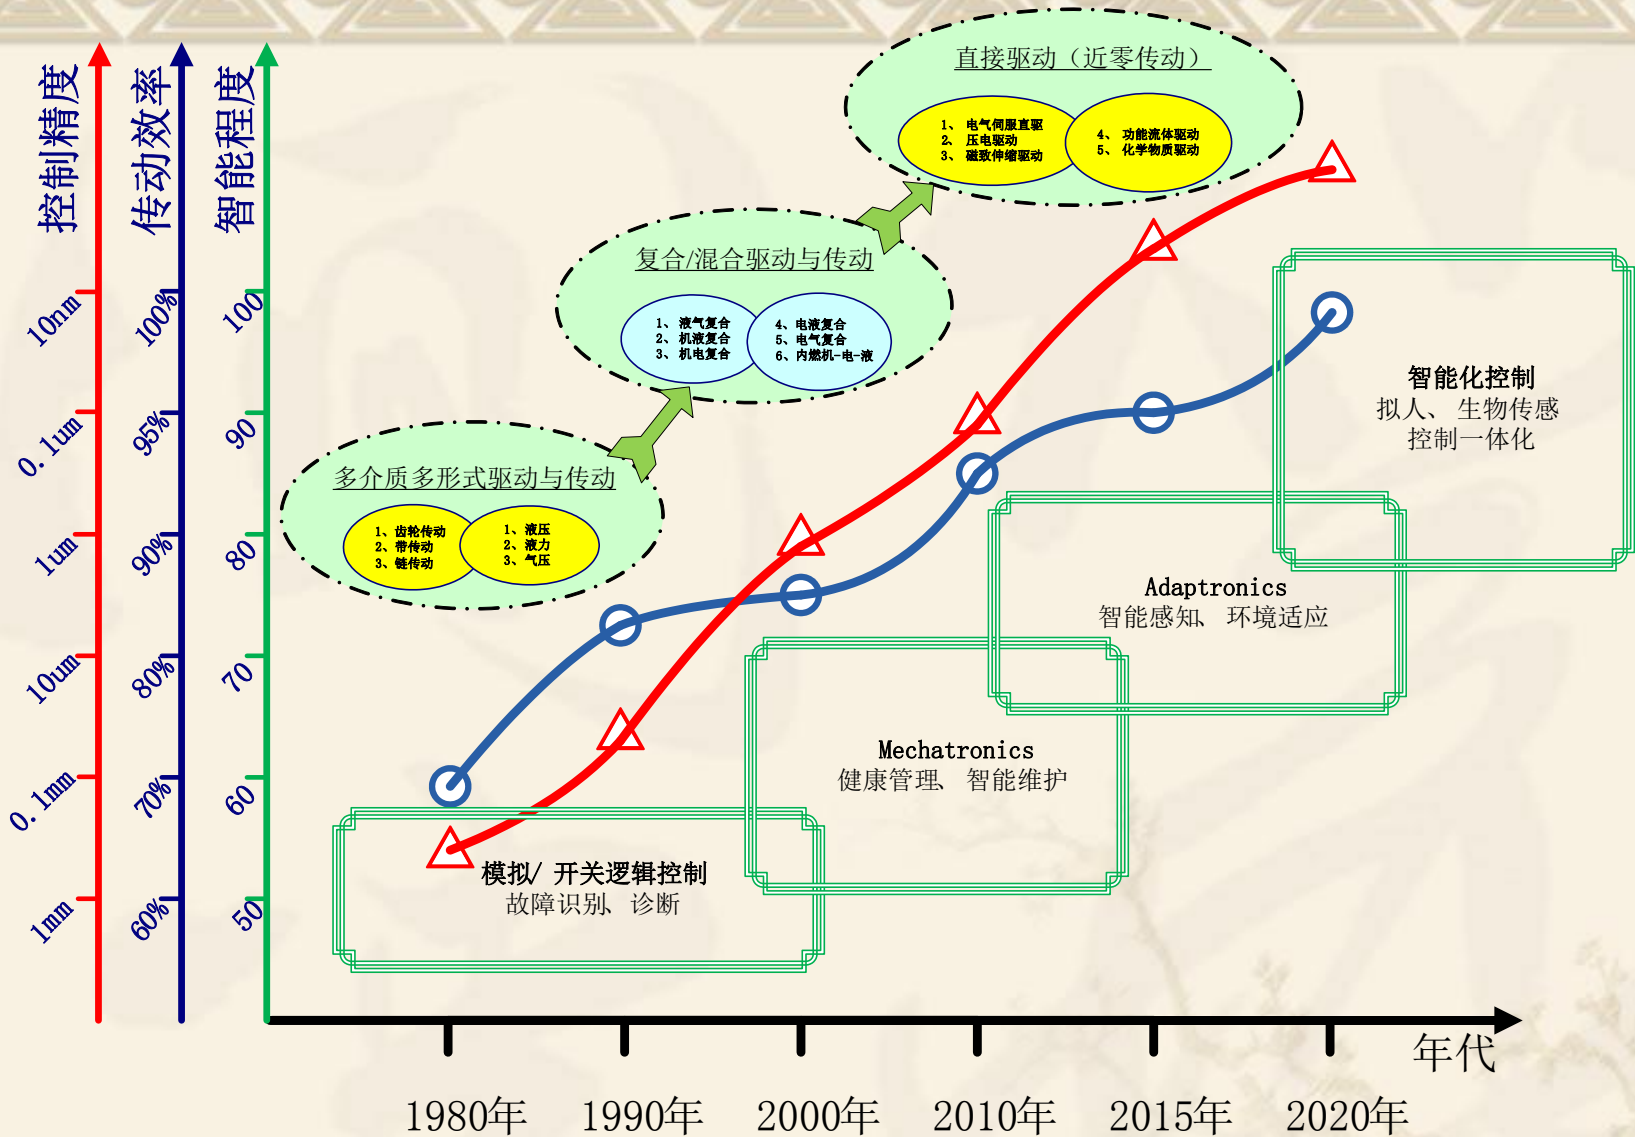 控制精度
传动效率
智能程度
10nm
0.1um
1um
10um
0.1mm
1mm
100%
95%
90%
80%
70%
60%
100
90
80
70
60
50
直接驱动（近零传动）
1、 电气伺服直驱
2、 压电驱动
3、 磁致伸缩驱动
4、 功能流体驱动
5、 化学物质驱动
复合/混合驱动与传动
1、 液气复合
2、 机液复合
3、 机电复合
4、电液复合
5、电气复合
6、内燃机-电-液
多介质多形式驱动与传动
1、齿轮传动
2、带传动
3、链传动
1、液压
2、液力
3、气压
智能化控制
拟人、生物传感
控制一体化
Adaptronics
智能感知、环境适应
Mechatronics
健康管理、智能维护
模拟/ 开关逻辑控制
故障识别、诊断
年代
1980年
1990年
2000年
2010年
2015年
2020年